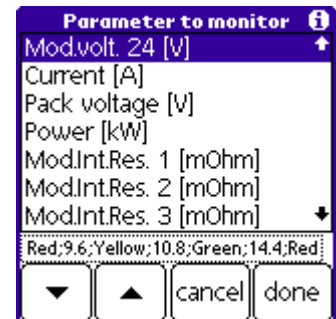 Parameter to monitor i
Mod.volt. 24 [V]
Current [A]
Pack voltage [V]
Power [kW]
Mod.Int.Res. 1 [mOhm]
Mod.Int.Res. 2 [mOhm]
Mod.Int.Res. 3 [mOhm]
Red;9.6;Yellow;10.8;Green;14.4;Red
cancel done